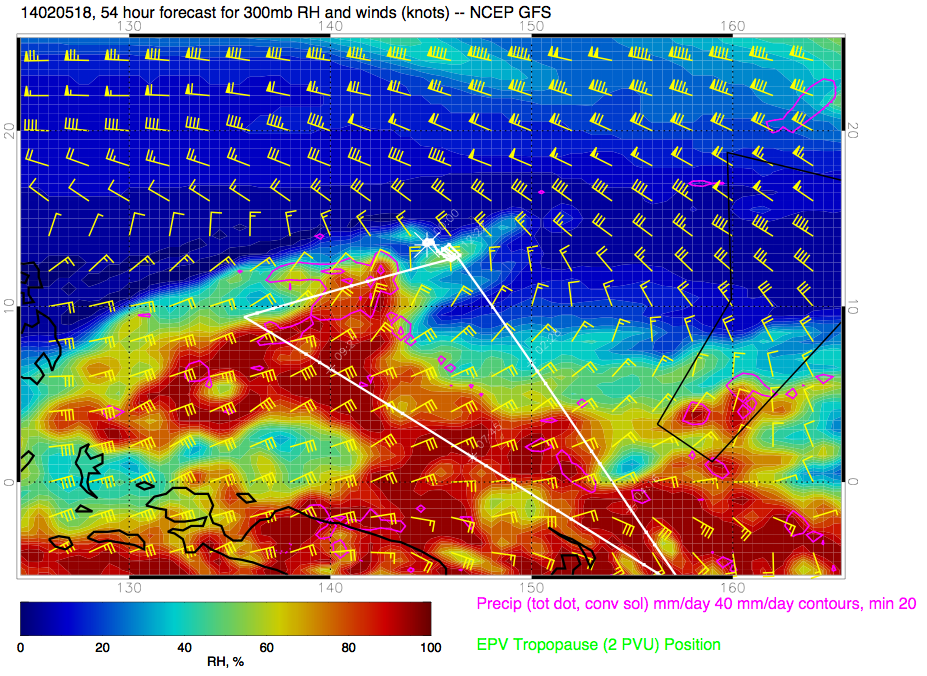 14020518, 54 hour forecast for 300mb RH and winds (knots) -- NCEP GFS
130 140 150 160
20 20
10 10
0 0
130 140 150 160
0 20 40 60 80 100
RH, %
Precip (tot dot, conv sol) mm/day 40 mm/day contours, min 20
EPV Tropopause (2 PVU) Position